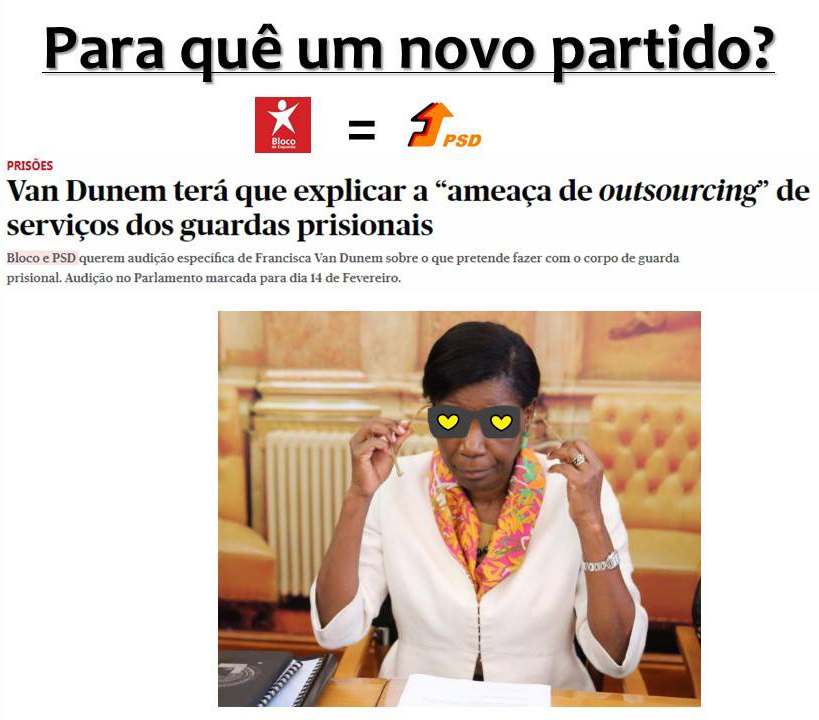 Para quê um novo partido?
Bloco
de Esquerda
=
PSD
PRISÕES
Van Dunem terá que explicar a “ameaça de outsourcing” de
serviços dos guardas prisionais
Bloco e PSD querem audição específica de Francisca Van Dunem sobre o que pretende fazer com o corpo de guarda
prisional. Audição no Parlamento marcada para dia 14 de Fevereiro.